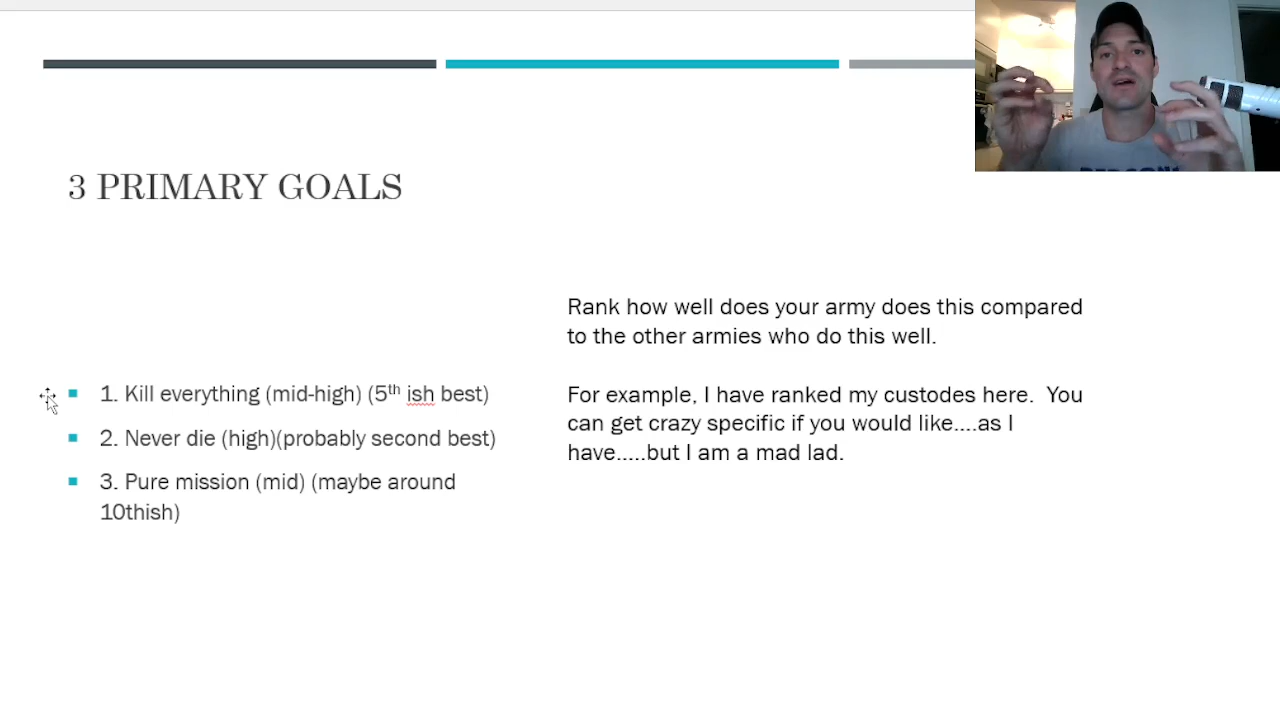 3 PRIMARY GOALS
1. Kill everything (mid-high) (5th ish best)
2. Never die (high)(probably second best)
3. Pure mission (mid) (maybe around
10thish)
Rank how well does your army does this compared
to the other armies who do this well.
For example, I have ranked my custodes here.  You
can get crazy specific if you would like....as I
have.....but I am a mad lad.